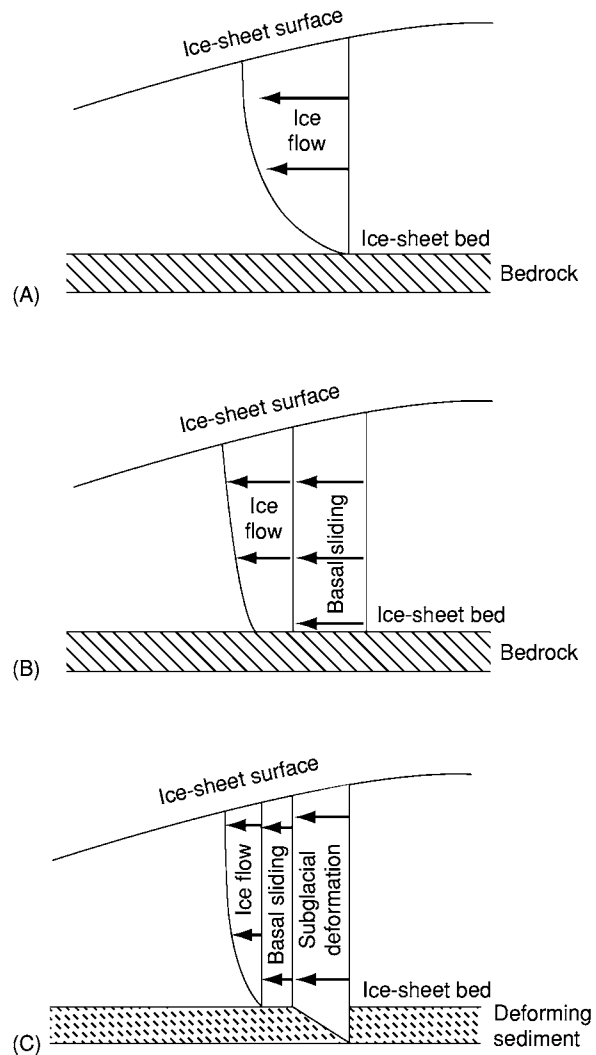 Ice-sheet surface
Ice
flow
Ice-sheet bed
Bedrock
(A)
Ice-sheet surface
Ice
flow
Basal sliding
Ice-sheet bed
Bedrock
(B)
Ice-sheet surface
Ice flow
Basal sliding
Subglacial
deformation
Ice-sheet bed
Deforming
sediment
(C)